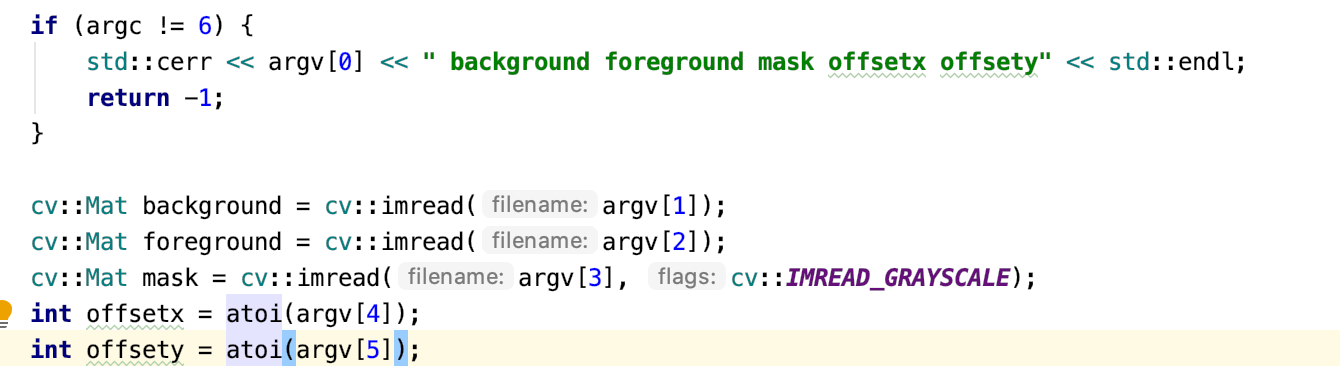 if (argc != 6) {
    std::cerr << argv[0] << " background foreground mask offsetx offsety" << std::endl;
    return -1;
}
cv::Mat background = cv::imread( filename: argv[1]);
cv::Mat foreground = cv::imread( filename: argv[2]);
cv::Mat mask = cv::imread( filename: argv[3], flags: cv::IMREAD_GRAYSCALE);
int offsetx = atoi(argv[4]);
int offsety = atoi(argv[5]);